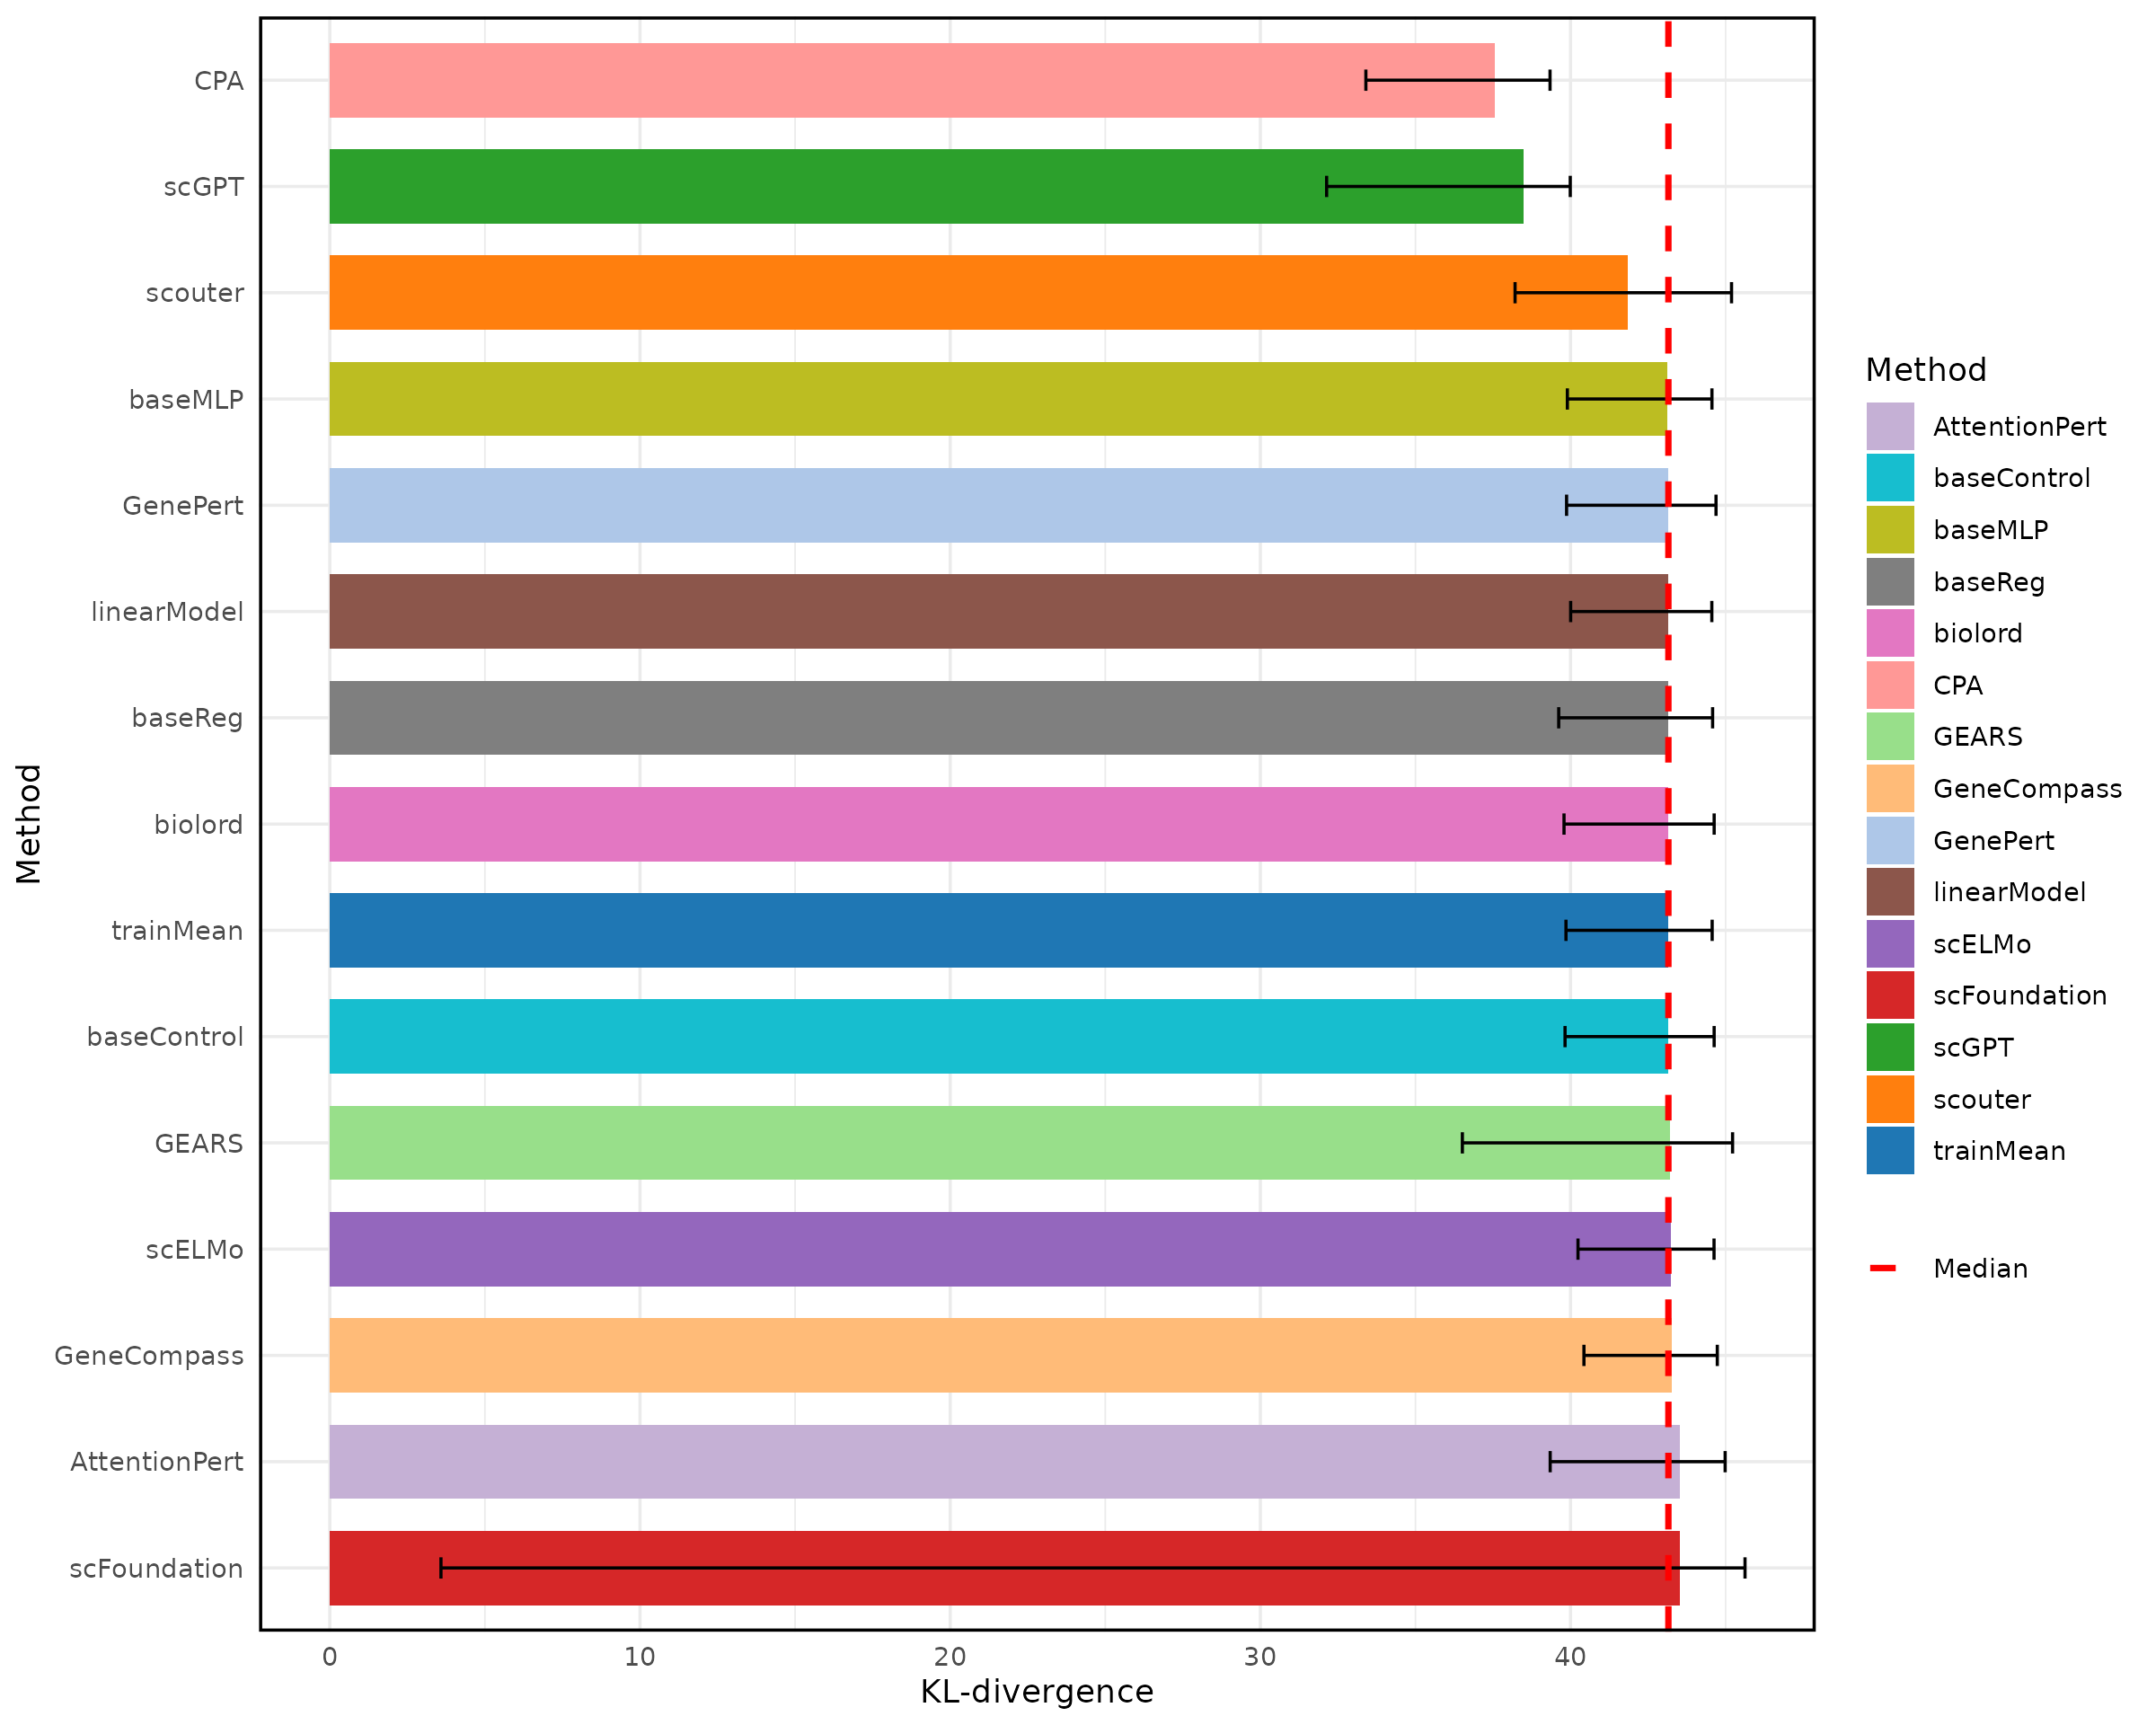 CPA
scGPT
scouter
baseMLP
GenePert
linearModel
baseReg
biolord
trainMean
baseControl
GEARS
scELMo
GeneCompass
AttentionPert
scFoundation
Method
0 10 20 30 40
KL-divergence
Method
AttentionPert
baseControl
baseMLP
baseReg
biolord
CPA
GEARS
GeneCompass
GenePert
linearModel
scELMo
scFoundation
scGPT
scouter
trainMean
Median